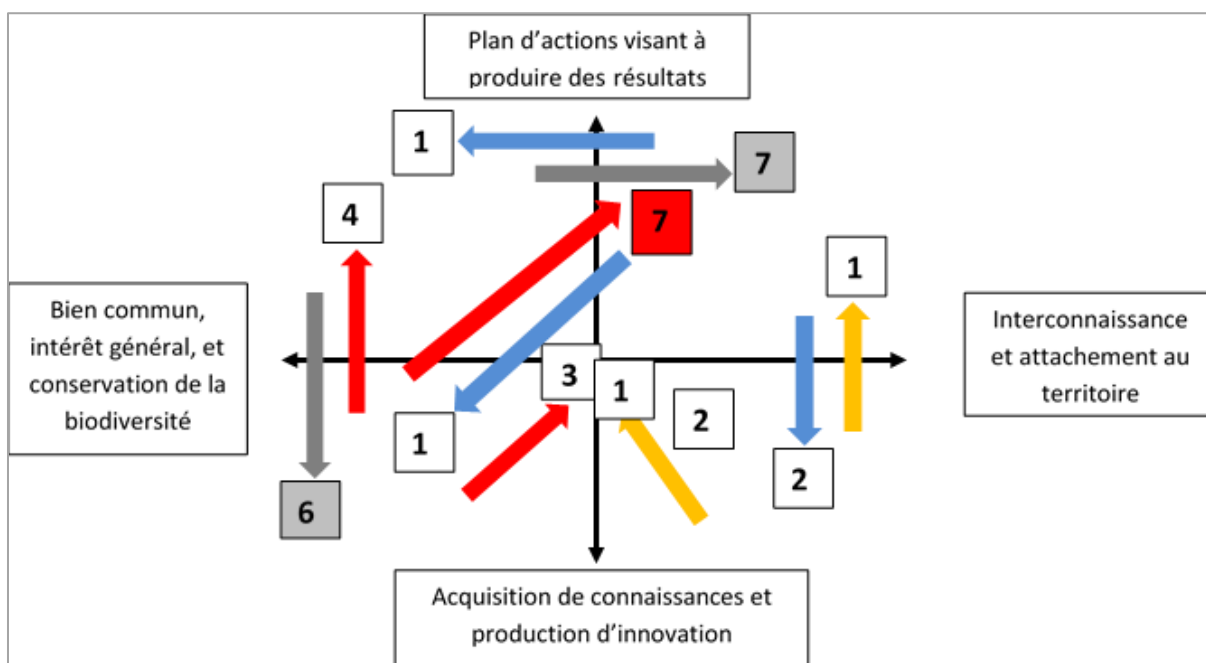 Plan d'actions visant à
produire des résultats
1
7
4
7
1
Bien commun,
intérêt général, et
conservation de la
biodiversité
Interconnaissance
et attachement au
territoire
3
1
2
1
2
6
Acquisition de connaissances et
production d'innovation